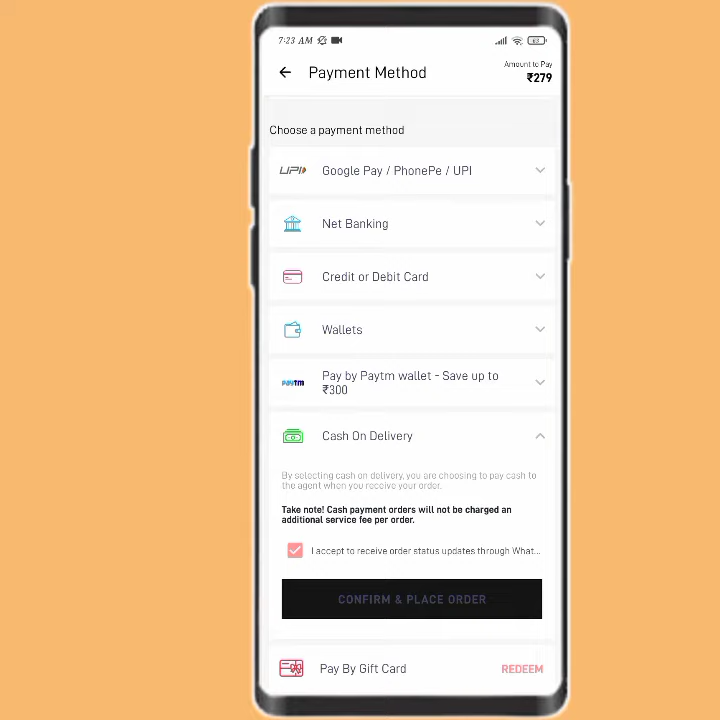 7:23 AM
63
Payment Method
Amount to Pay
₹279
Choose a payment method
UPI
Google Pay / PhonePe / UPI
Net Banking
Credit or Debit Card
Wallets
paytm
Pay by Paytm wallet - Save up to
₹300
Cash On Delivery
By selecting cash on delivery, you are choosing to pay cash to
the agent when you receive your order.
Take note! Cash payment orders will not be charged an
additional service fee per order.
I accept to receive order status updates through What...
CONFIRM & PLACE ORDER
Pay By Gift Card
REDEEM